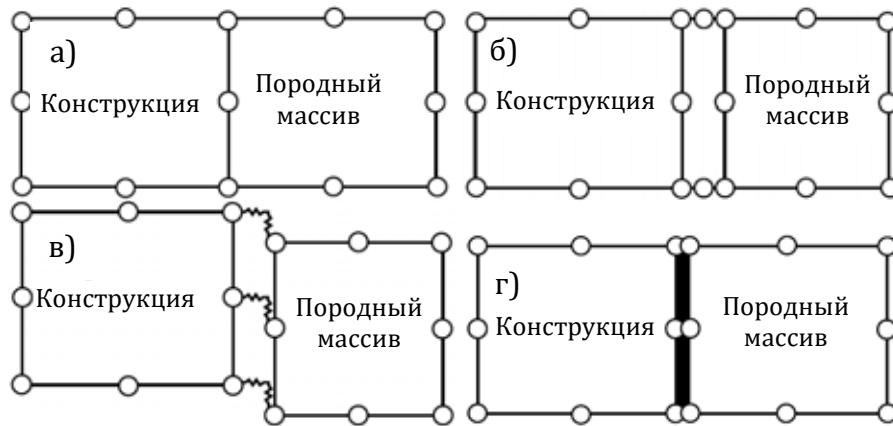 а)
Конструкция
Породный
массив
б)
Конструкция
Породный
массив
в)
Конструкция
Породный
массив
г)
Конструкция
Породный
массив